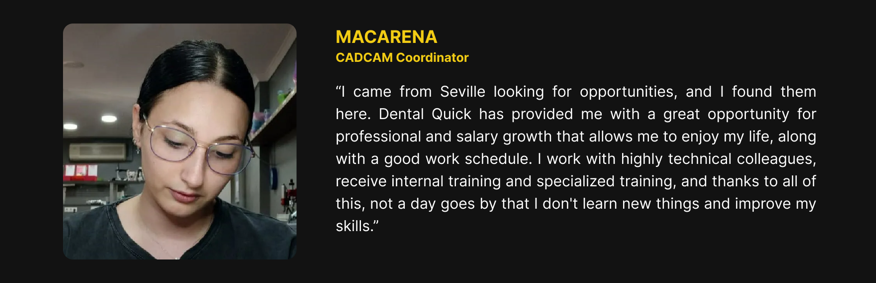 MACARENA
CADCAM Coordinator
“I came from Seville looking for opportunities, and I found them
here. Dental Quick has provided me with a great opportunity for
professional and salary growth that allows me to enjoy my life, along
with a good work schedule. I work with highly technical colleagues,
receive internal training and specialized training, and thanks to all of
this, not a day goes by that I don't learn new things and improve my
skills.”